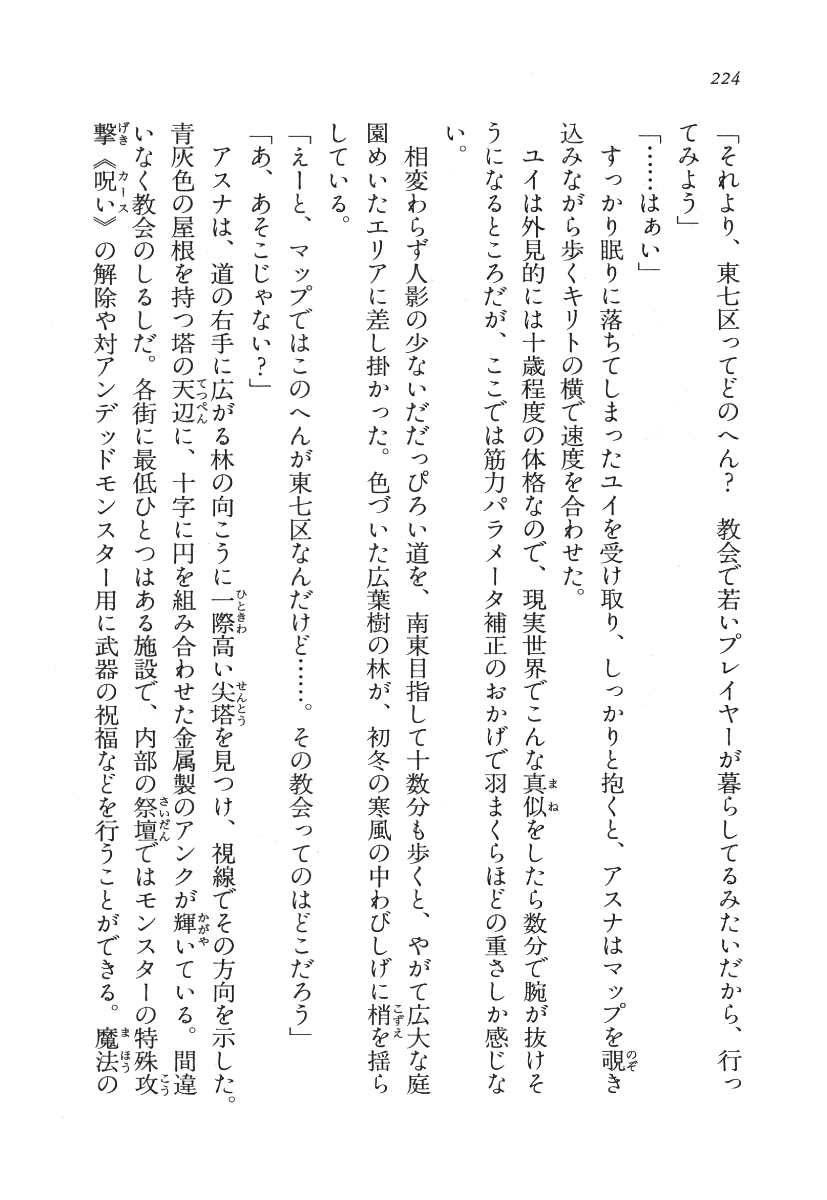 224
「それより、東七区ってどのへん？　教会で若いプレイヤーが暮らしてるみたいだから、行っ
てみよう」
「……はぁい」
　すっかり眠りに落ちてしまったユイを受け取り、しっかりと抱くと、アスナはマップを覗き
込みながら歩くキリトの横で速度を合わせた。
　ユイは外見的には十歳程度の体格なので、現実世界でこんな真似をしたら数分で腕が抜けそ
うになるところだが、ここでは筋力パラメータ補正のおかげで羽まくらほどの重さしか感じな
い。
　相変わらず人影の少ないだだっぴろい道を、南東目指して十数分も歩くと、やがて広大な庭
園めいたエリアに差し掛かった。色づいた広葉樹の林が、初冬の寒風の中わびしげに梢を揺ら
している。
「えーと、マップではこのへんが東七区なんだけど……。その教会ってのはどこだろう」
「あ、あそこじゃない？」
　アスナは、道の右手に広がる林の向こうに一際高い尖塔を見つけ、視線でその方向を示した。
青灰色の屋根を持つ塔の天辺に、十字に円を組み合わせた金属製のアンクが輝いている。間違
いなく教会のしるしだ。各街に最低ひとつはある施設で、内部の祭壇ではモンスターの特殊攻
撃《呪い》の解除や対アンデッドモンスター用に武器の祝福などを行うことができる。魔法の